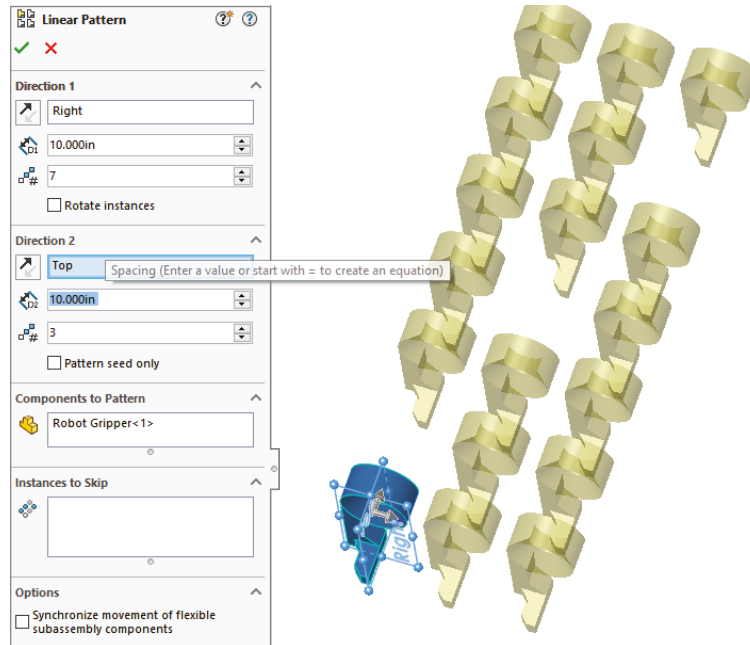 Linear Pattern
Direction 1
Right
D1
10.000in
#
7
Rotate instances
Direction 2
Top
Spacing (Enter a value or start with = to create an equation)
D2
10.000in
#
3
Pattern seed only
Components to Pattern
Robot Gripper<1>
Instances to Skip
Options
Synchronize movement of flexible
subassembly components
Right